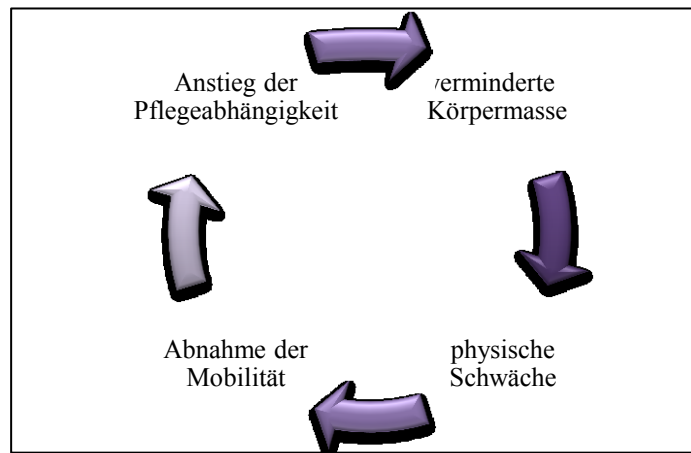 Anstieg der
Pflegeabhängigkeit
verminderte
Körpermasse
Abnahme der
Mobilität
physische
Schwäche